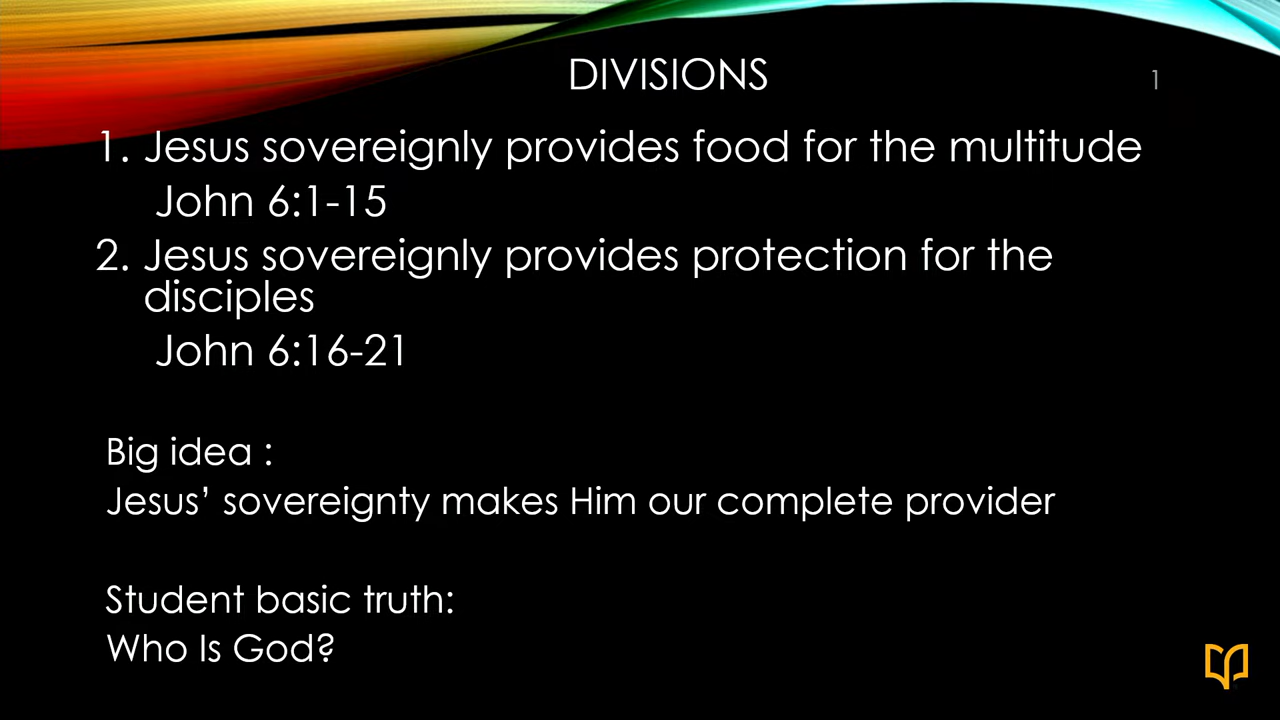 DIVISIONS
1
1. Jesus sovereignly provides food for the multitude
John 6:1-15
2. Jesus sovereignly provides protection for the
disciples
John 6:16-21
Big idea :
Jesus’ sovereignty makes Him our complete provider
Student basic truth:
Who Is God?